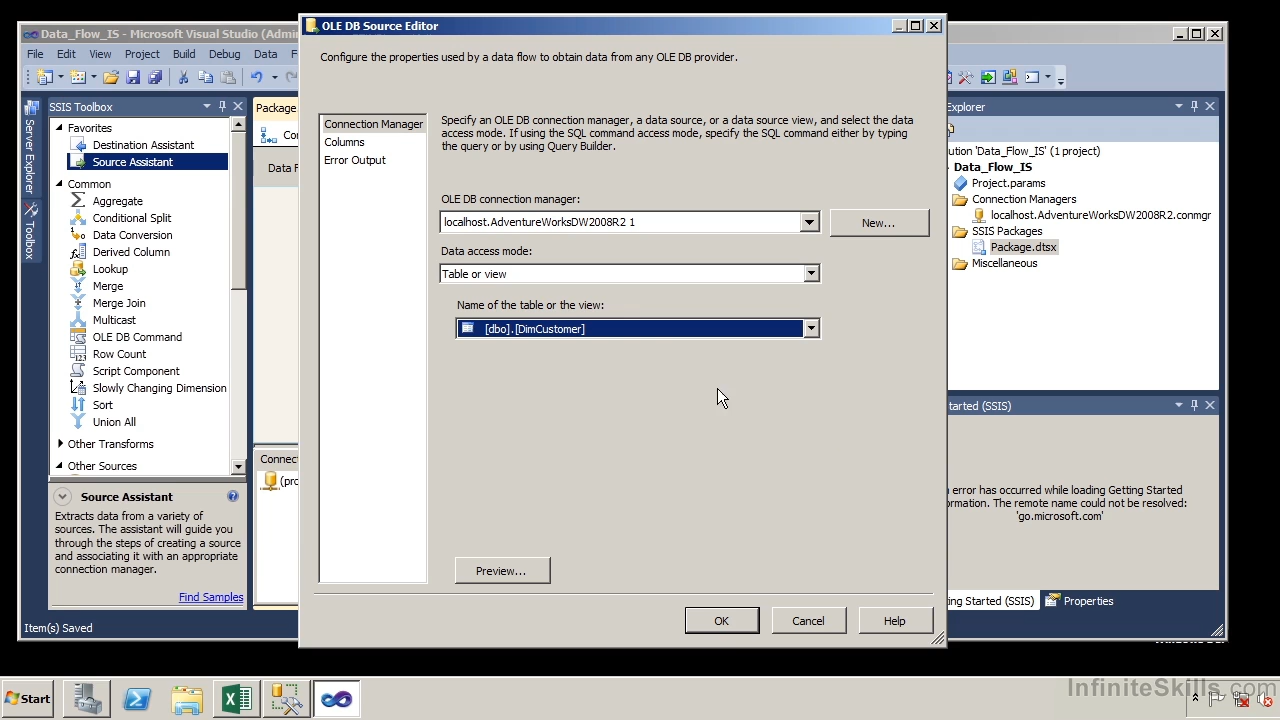 Data_Flow_IS - Microsoft Visual Studio (Admi
File Edit View Project Build Debug Data F
SSIS Toolbox
Server Explorer
Toolbox
Favorites
Destination Assistant
Source Assistant
Common
Aggregate
Conditional Split
Data Conversion
Derived Column
Lookup
Merge
Merge Join
Multicast
OLE DB Command
Row Count
Script Component
Slowly Changing Dimension
Sort
Union All
Other Transforms
Other Sources
Source Assistant
Extracts data from a variety of
sources. The assistant will guide you
through the steps of creating a source
and associating it with an appropriate
connection manager.
Find Samples
Item(s) Saved
Package
Co
Data F
Connec
(pro
OLE DB Source Editor
Configure the properties used by a data flow to obtain data from any OLE DB provider.
Connection Manager
Columns
Error Output
Specify an OLE DB connection manager, a data source, or a data source view, and select the data
access mode. If using the SQL command access mode, specify the SQL command either by typing
the query or by using Query Builder.
OLE DB connection manager:
localhost.AdventureWorksDW2008R2 1
New...
Data access mode:
Table or view
Name of the table or the view:
[dbo].[DimCustomer]
Preview...
OK Cancel Help
Explorer
ution 'Data_Flow_IS' (1 project)
Data_Flow_IS
Project.params
Connection Managers
localhost.AdventureWorksDW2008R2.conmgr
SSIS Packages
Package.dtsx
Miscellaneous
tarted (SSIS)
n error has occurred while loading Getting Started
ormation. The remote name could not be resolved:
'go.microsoft.com'
ing Started (SSIS) Properties
Start
InfiniteSkills.com